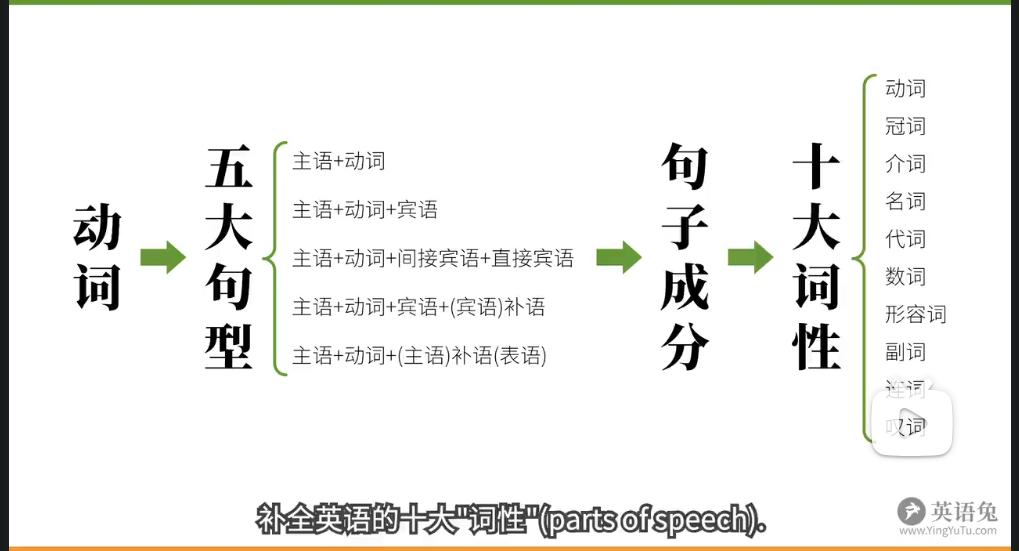 动词
五大句型
主语+动词
主语+动词+宾语
主语+动词+间接宾语+直接宾语
主语+动词+宾语+(宾语)补语
主语+动词+(主语)补语(表语)
句子成分
十大词性
动词
冠词
介词
名词
代词
数词
形容词
副词
连词
叹词
补全英语的十大"词性"(parts of speech).
英语兔
www.YingYuTu.com